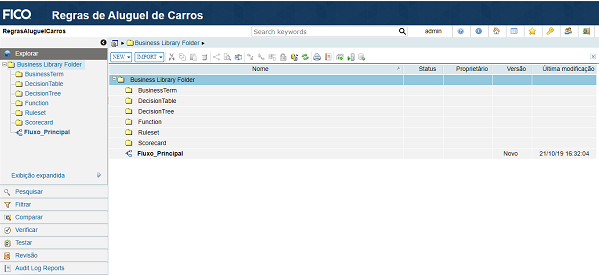 FICO Regras de Aluguel de Carros
RegrasAluguelCarros Search keywords admin
Explorar Business Library Folder
Business Library Folder
BusinessTerm
DecisionTable
DecisionTree
Function
Ruleset
Scorecard
Fluxo_Principal
Exibição expandida
Pesquisar
Filtrar
Comparar
Verificar
Testar
Revisão
Audit Log Reports
NEW IMPORT
Nome Status Proprietário Versão Última modificação
Business Library Folder
BusinessTerm
DecisionTable
DecisionTree
Function
Ruleset
Scorecard
Fluxo_Principal Novo 21/10/19 16:32:04